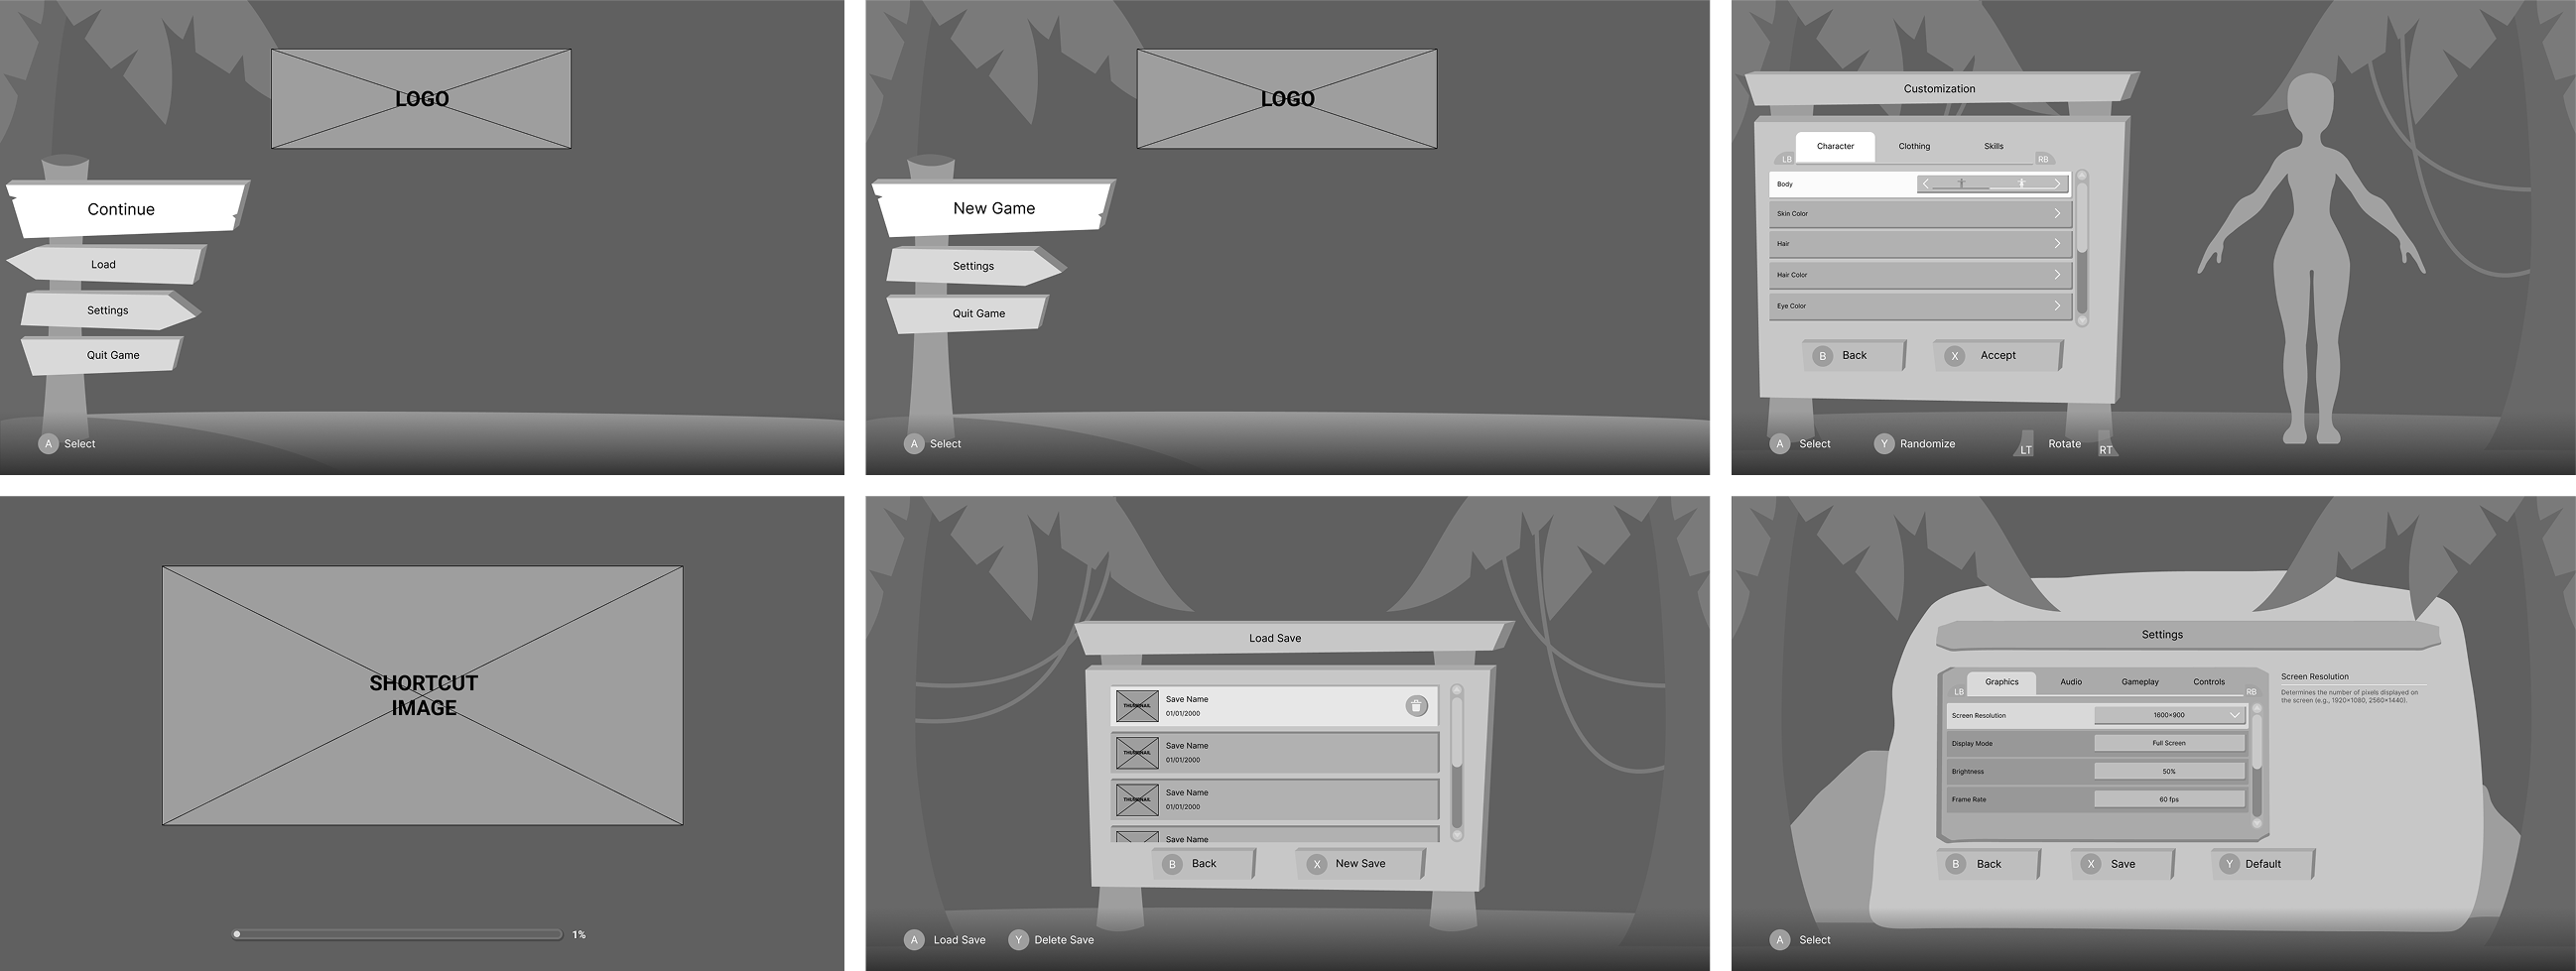 LOGO
Continue
Load
Settings
Quit Game
A Select
LOGO
New Game
Settings
Quit Game
A Select
Customization
LB Character Clothing Skills RB
Body
Skin Color
Hair
Hair Color
Eye Color
B Back X Accept
A Select Y Randomize LT Rotate RT
SHORTCUT
IMAGE
1%
Load Save
THUMBNAIL Save Name
01/01/2000
THUMBNAIL Save Name
01/01/2000
THUMBNAIL Save Name
01/01/2000
Save Name
B Back X New Save
A Load Save Y Delete Save
Settings
LB Graphics Audio Gameplay Controls RB
Screen Resolution 1600×900
Display Mode Full Screen
Brightness 50%
Frame Rate 60 fps
Screen Resolution
Determines the number of pixels displayed on
the screen (e.g., 1920×1080, 2560×1440).
B Back X Save Y Default
A Select